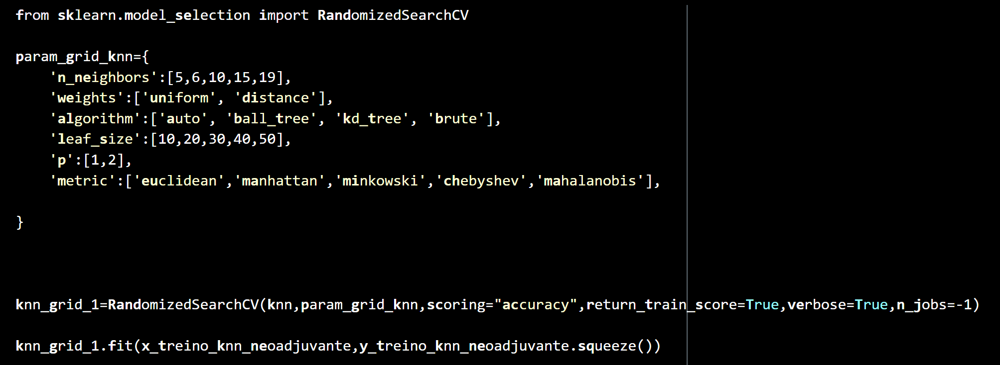 from sklearn.model_selection import RandomizedSearchCV
param_grid_knn={
    'n_neighbors':[5,6,10,15,19],
    'weights':['uniform', 'distance'],
    'algorithm':['auto', 'ball_tree', 'kd_tree', 'brute'],
    'leaf_size':[10,20,30,40,50],
    'p':[1,2],
    'metric':['euclidean','manhattan','minkowski','chebyshev','mahalanobis'],
}
knn_grid_1=RandomizedSearchCV(knn,param_grid_knn,scoring="accuracy",return_train_score=True,verbose=True,n_jobs=-1)
knn_grid_1.fit(x_treino_knn_neoadjuvante,y_treino_knn_neoadjuvante.squeeze())